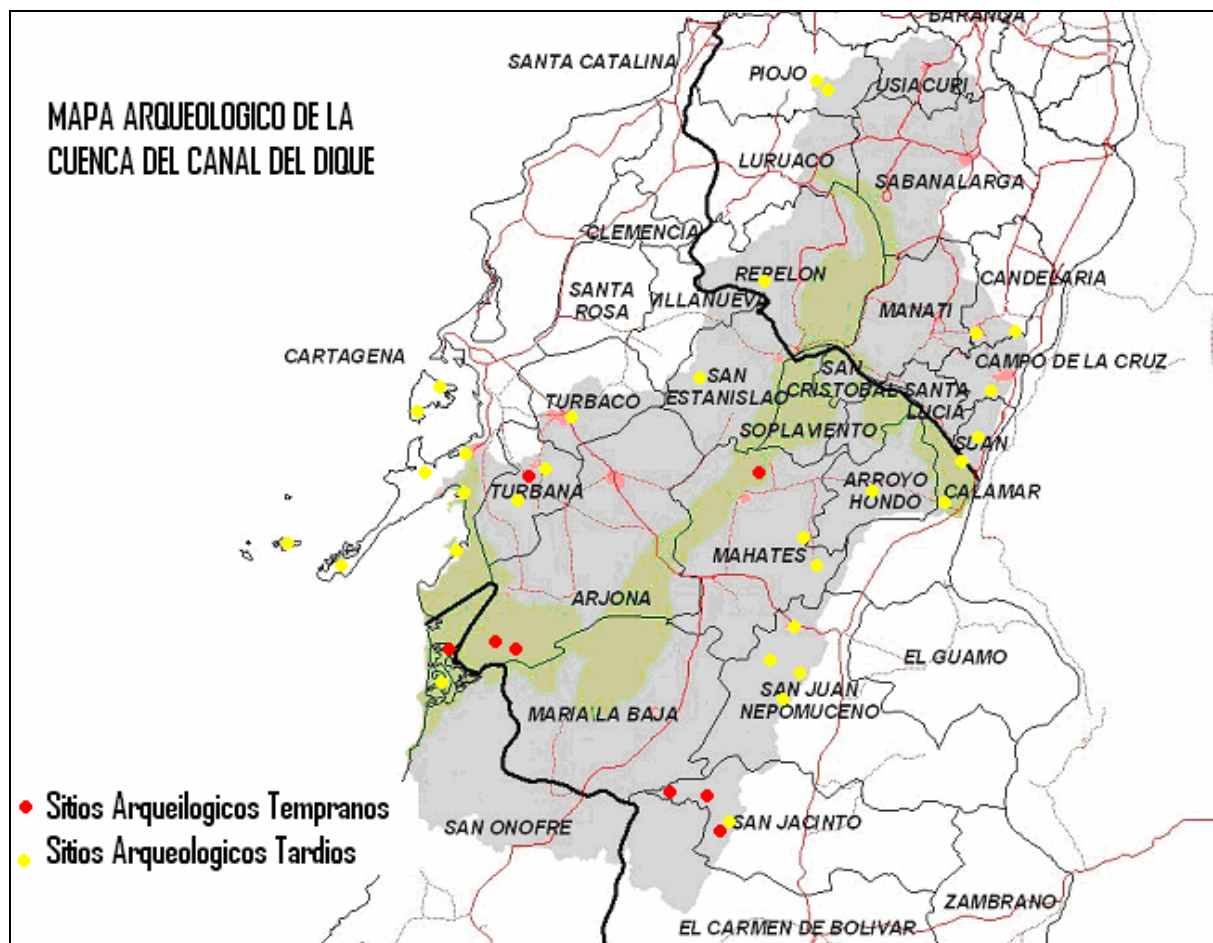 BARANOA
SANTA CATALINA
PIOJO
USIACURI
MAPA ARQUEOLOGICO DE LA
CUENCA DEL CANAL DEL DIQUE
LURUACO
SABANALARGA
CLEMENCIA
REPELON
CANDELARIA
SANTA
ROSA
VILLANUEVA
MANATI
CARTAGENA
CAMPO DE LA CRUZ
SAN
ESTANISLAO
SAN
CRISTOBAL
SANTA
LUCIA
TURBACO
SOPLAVIENTO
SUAN
TURBANA
ARROYO
HONDO
CALAMAR
MAHATES
ARJONA
EL GUAMO
SAN JUAN
NEPOMUCENO
MARIA LA BAJA
Sitios Arqueilogicos Tempranos
SAN ONOFRE
SAN JACINTO
Sitios Arqueologicos Tardios
ZAMBRANO
EL CARMEN DE BOLIVAR